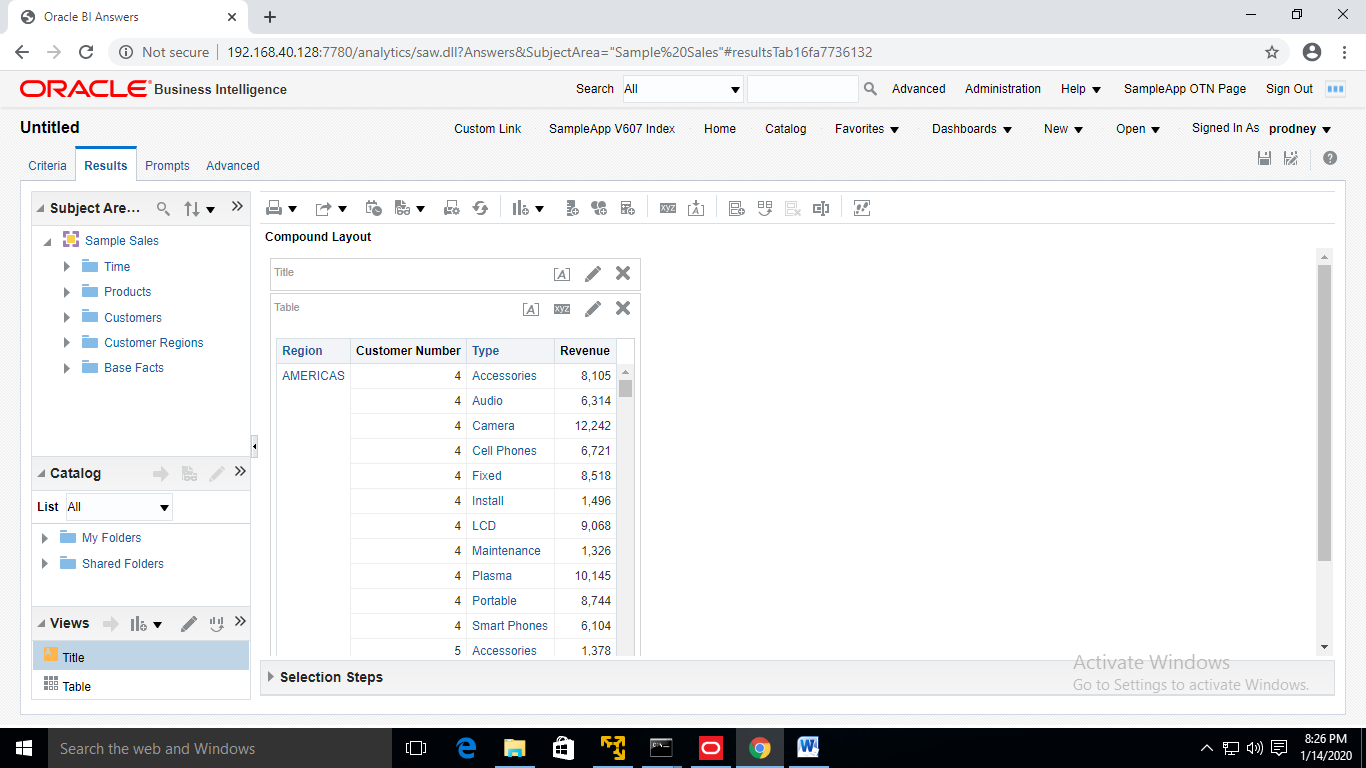 Oracle BI Answers
Not secure
192.168.40.128:7780/analytics/saw.dll?Answers&SubjectArea="Sample%20Sales"#resultsTab16fa7736132
ORACLE Business Intelligence
Search All Advanced Administration Help SampleApp OTN Page Sign Out
Untitled
Custom Link SampleApp V607 Index Home Catalog Favorites Dashboards New Open Signed In As prodney
Criteria Results Prompts Advanced
Subject Are...
Sample Sales
Time
Products
Customers
Customer Regions
Base Facts
Catalog
List All
My Folders
Shared Folders
Views
Title
Table
xyz A
Compound Layout
Title A
Table A xyz
Region Customer Number Type Revenue
AMERICAS 4 Accessories 8,105
4 Audio 6,314
4 Camera 12,242
4 Cell Phones 6,721
4 Fixed 8,518
4 Install 1,496
4 LCD 9,068
4 Maintenance 1,326
4 Plasma 10,145
4 Portable 8,744
4 Smart Phones 6,104
5 Accessories 1,378
Selection Steps
Activate Windows
Go to Settings to activate Windows.
Search the web and Windows
8:26 PM
1/14/2020